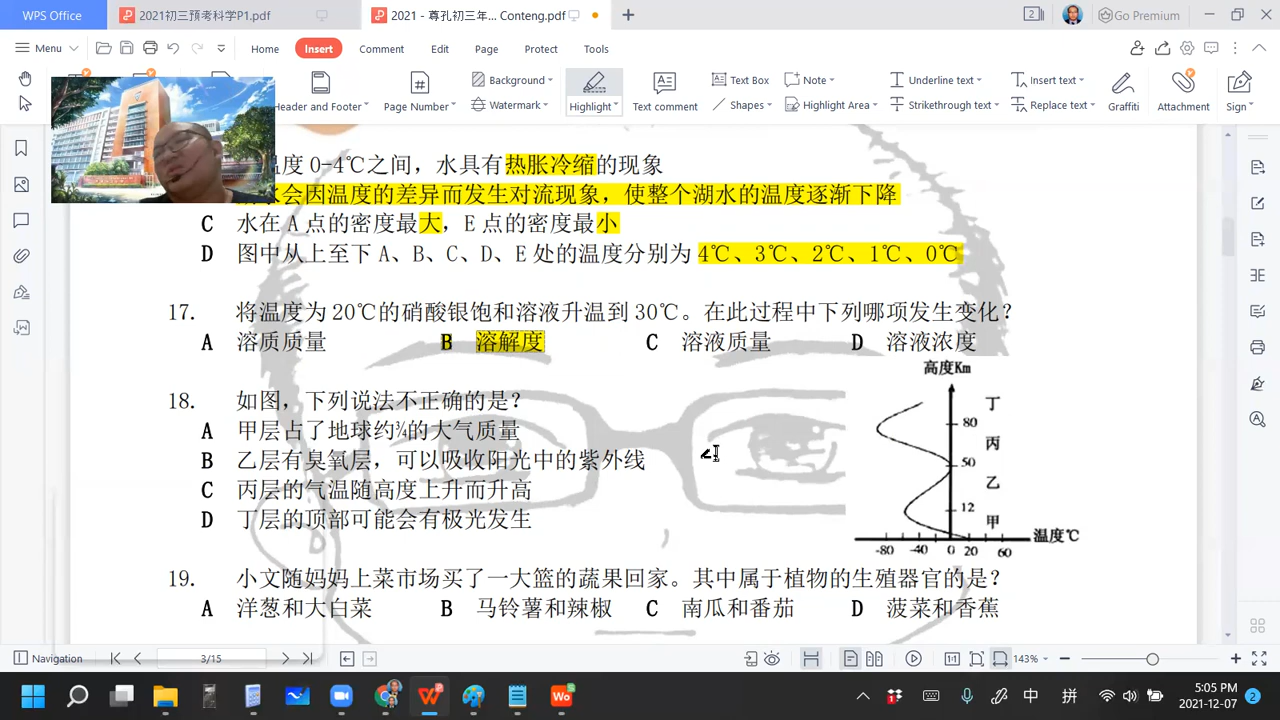 WPS Office
2021初三预考科学P1.pdf
2021 - 尊孔初三年... Conteng.pdf
2
Go Premium
Menu
Home
Insert
Comment
Edit
Page
Protect
Tools
Header and Footer
Page Number
Background
Watermark
Highlight
Text comment
Text Box
Shapes
Note
Highlight Area
Underline text
Strikethrough text
Insert text
Replace text
Graffiti
Attachment
Sign
温度 0-4℃之间，水具有热胀冷缩的现象
水会因温度的差异而发生对流现象，使整个湖水的温度逐渐下降
C 水在 A 点的密度最大，E 点的密度最小
D 图中从上至下 A、B、C、D、E 处的温度分别为 4℃、3℃、2℃、1℃、0℃
17. 将温度为 20℃的硝酸银饱和溶液升温到 30℃。在此过程中下列哪项发生变化？
A 溶质质量 B 溶解度 C 溶液质量 D 溶液浓度
18. 如图，下列说法不正确的是？
A 甲层占了地球约¾的大气质量
B 乙层有臭氧层，可以吸收阳光中的紫外线
C 丙层的气温随高度上升而升高
D 丁层的顶部可能会有极光发生
高度Km
丁
80
丙
50
乙
12
甲
-80 -40 0 20 60
温度℃
19. 小文随妈妈上菜市场买了一大篮的蔬果回家。其中属于植物的生殖器官的是？
A 洋葱和大白菜 B 马铃薯和辣椒 C 南瓜和番茄 D 菠菜和香蕉
Navigation
3/15
143%
中
拼
5:05 PM
2021-12-07
2